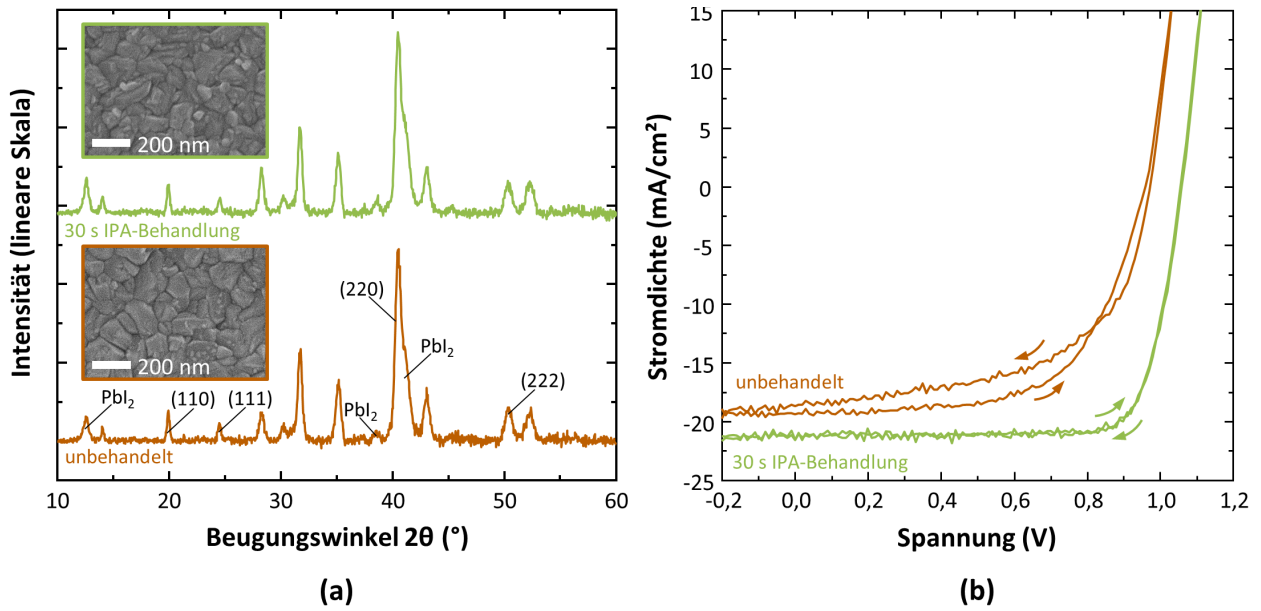 Intensität (lineare Skala)
200 nm
30 s IPA-Behandlung
200 nm
(220)
PbI₂
PbI₂
(110)
(111)
PbI₂
(222)
unbehandelt
10
20
30
40
50
60
Beugungswinkel 2θ (°)
(a)
Stromdichte (mA/cm²)
15
10
5
0
-5
-10
-15
-20
-25
unbehandelt
30 s IPA-Behandlung
-0,2
0,0
0,2
0,4
0,6
0,8
1,0
1,2
Spannung (V)
(b)